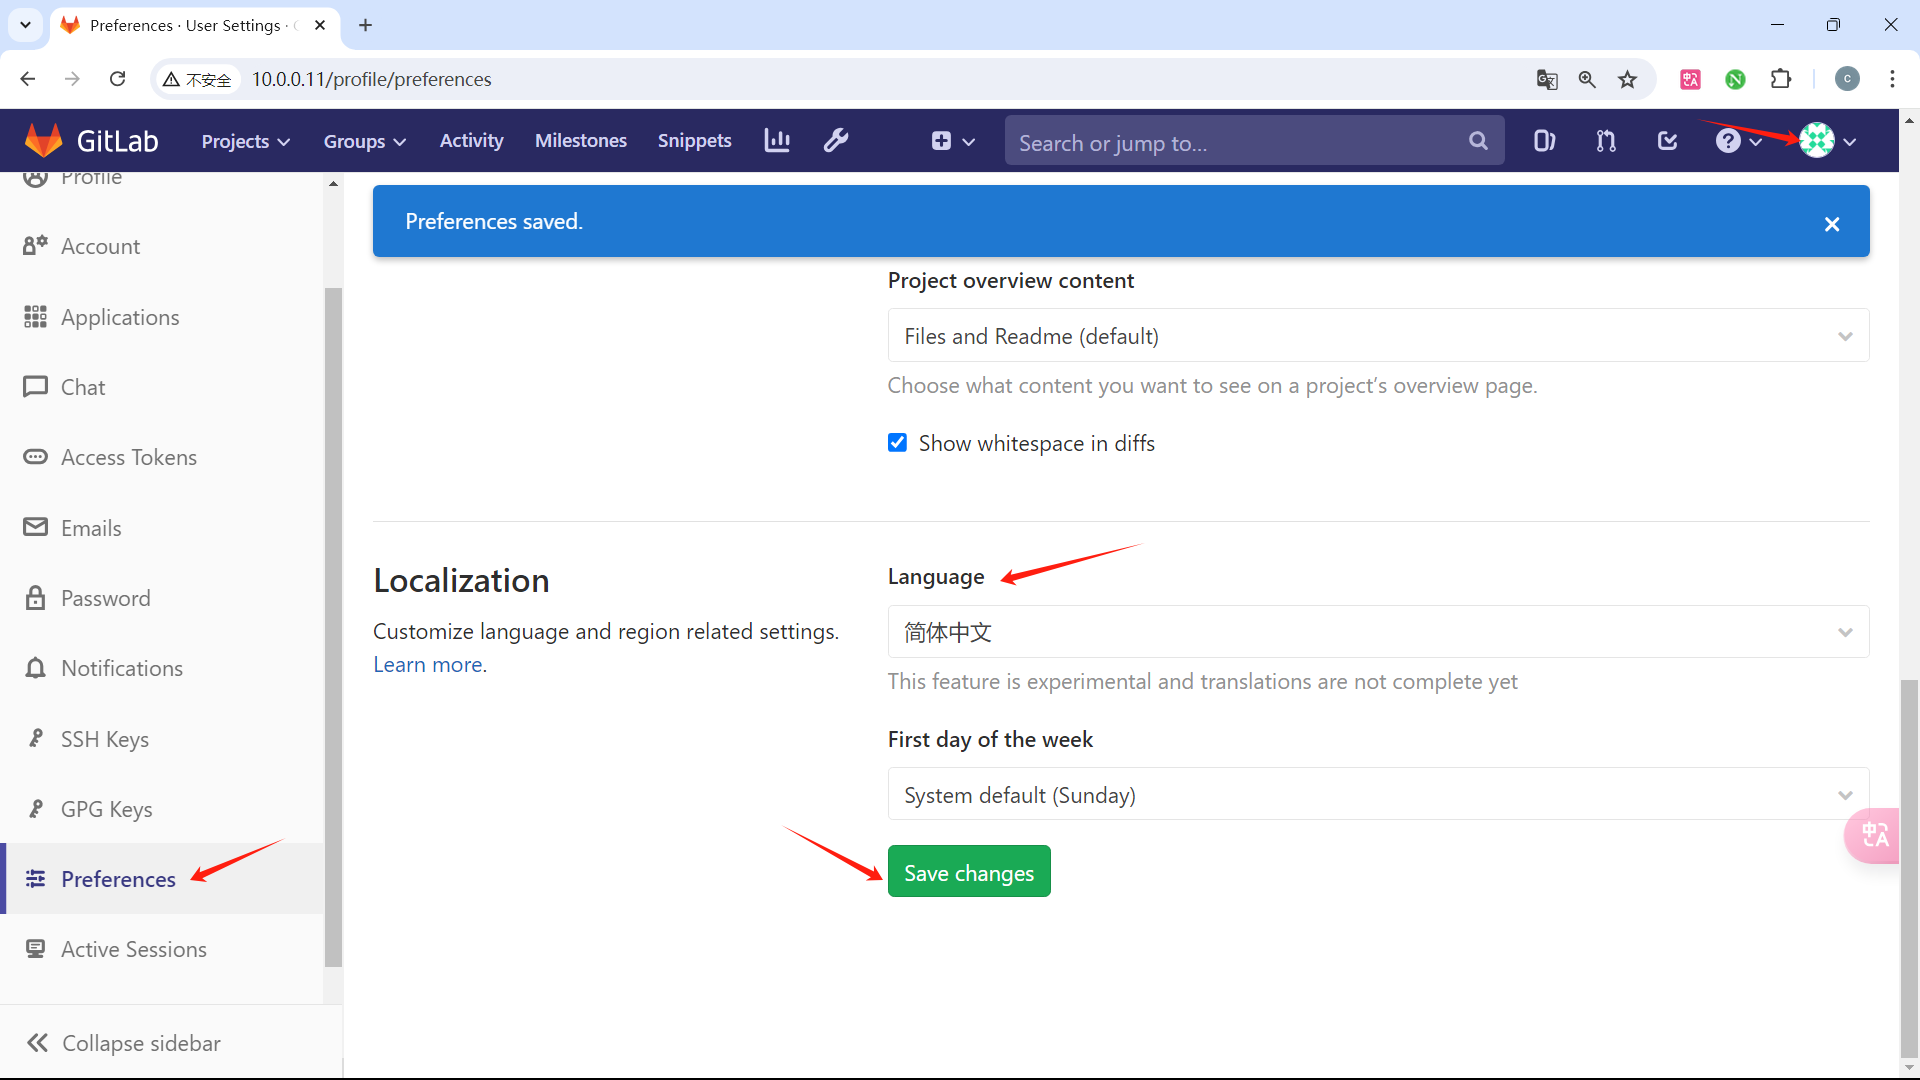 Preferences · User Settings ·
不安全
10.0.0.11/profile/preferences
C
GitLab
Projects
Groups
Activity
Milestones
Snippets
Search or jump to...
Profile
Account
Applications
Chat
Access Tokens
Emails
Password
Notifications
SSH Keys
GPG Keys
Preferences
Active Sessions
Collapse sidebar
Preferences saved.
Project overview content
Files and Readme (default)
Choose what content you want to see on a project's overview page.
Show whitespace in diffs
Localization
Customize language and region related settings.
Learn more.
Language
简体中文
This feature is experimental and translations are not complete yet
First day of the week
System default (Sunday)
Save changes
中A